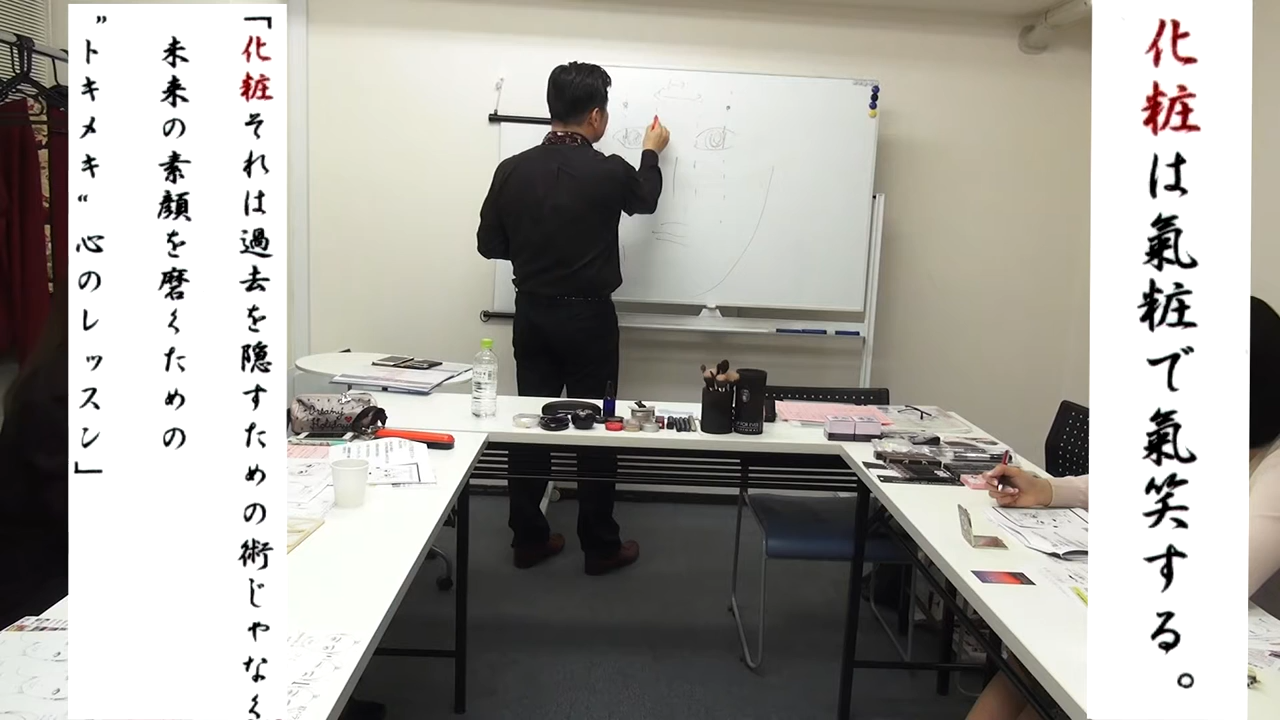 化粧は氣粧で氣笑する。
「化粧それは過去を隠すための術じゃなく
未来の素顔を磨くための
”トキメキ“心のレッスン」